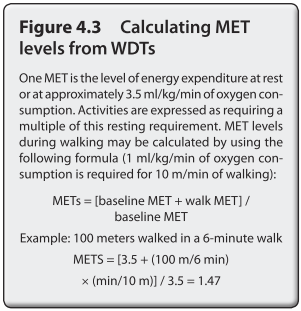 Figure 4.3 Calculating MET
levels from WDTs
One MET is the level of energy expenditure at rest
or at approximately 3.5 ml/kg/min of oxygen con-
sumption. Activities are expressed as requiring a
multiple of this resting requirement. MET levels
during walking may be calculated by using the
following formula (1 ml/kg/min of oxygen con-
sumption is required for 10 m/min of walking):
METs = [baseline MET + walk MET] /
baseline MET
Example: 100 meters walked in a 6-minute walk
METS = [3.5 + (100 m/6 min)
× (min/10 m)] / 3.5 = 1.47